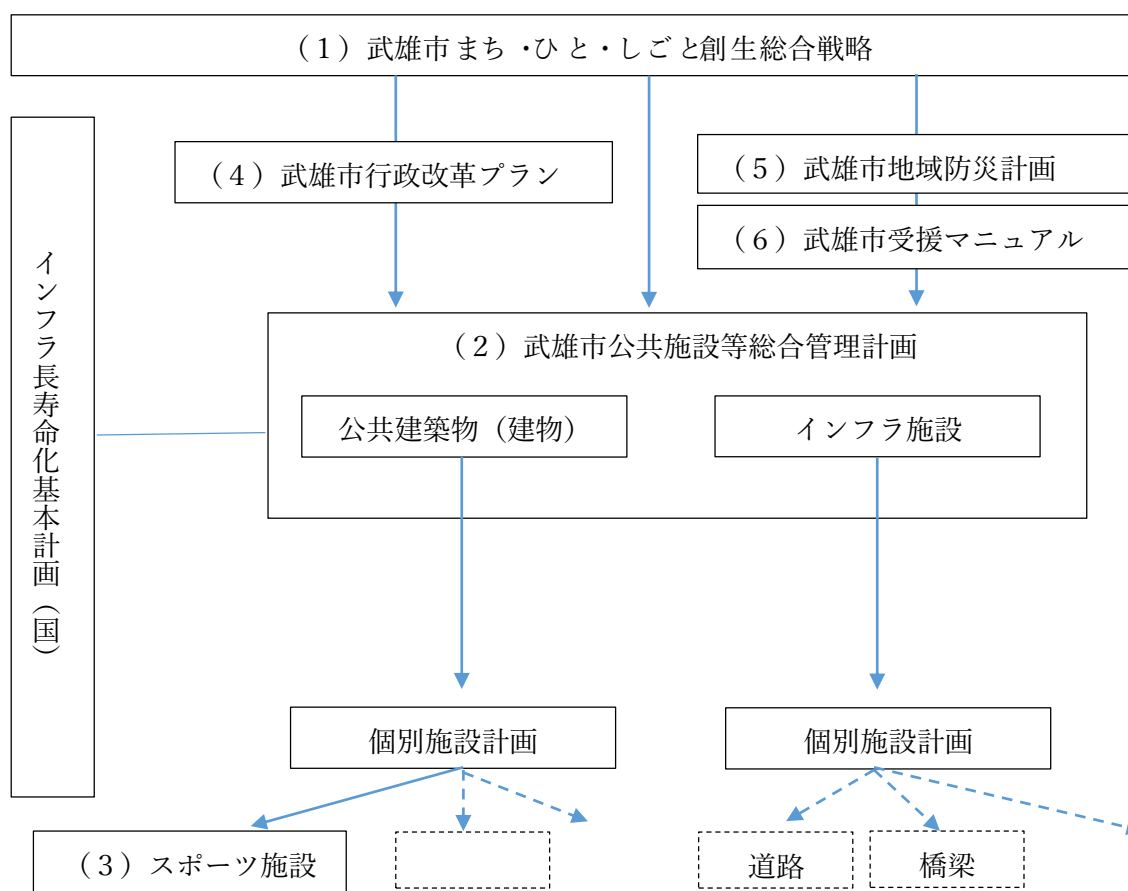 （１）武雄市まち・ひと・しごと創生総合戦略
インフラ長寿命化基本計画（国）
（４）武雄市行政改革プラン
（５）武雄市地域防災計画
（６）武雄市受援マニュアル
（２）武雄市公共施設等総合管理計画
公共建築物（建物）
インフラ施設
個別施設計画
個別施設計画
（３）スポーツ施設
道路
橋梁